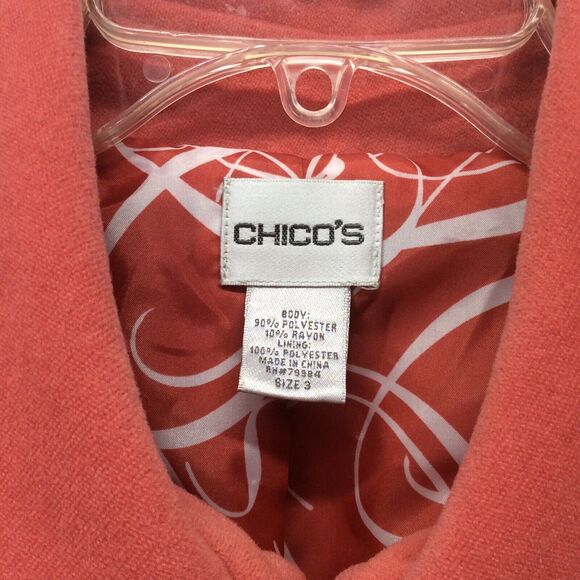 CHICO'S
BODY:
90% POLYESTER
10% RAYON
LINING:
100% POLYESTER
MADE IN CHINA
RN#79984
SIZE 3